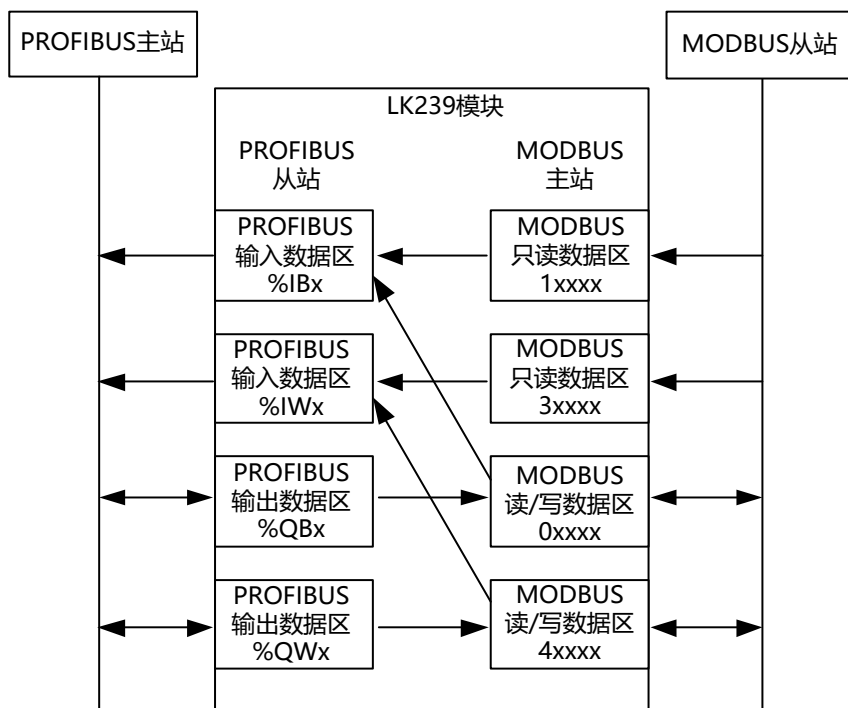 PROFIBUS主站
MODBUS从站
LK239模块
PROFIBUS
从站
MODBUS
主站
PROFIBUS
输入数据区
%IBx
MODBUS
只读数据区
1xxxx
PROFIBUS
输入数据区
%IWx
MODBUS
只读数据区
3xxxx
PROFIBUS
输出数据区
%QBx
MODBUS
读/写数据区
0xxxx
PROFIBUS
输出数据区
%QWx
MODBUS
读/写数据区
4xxxx